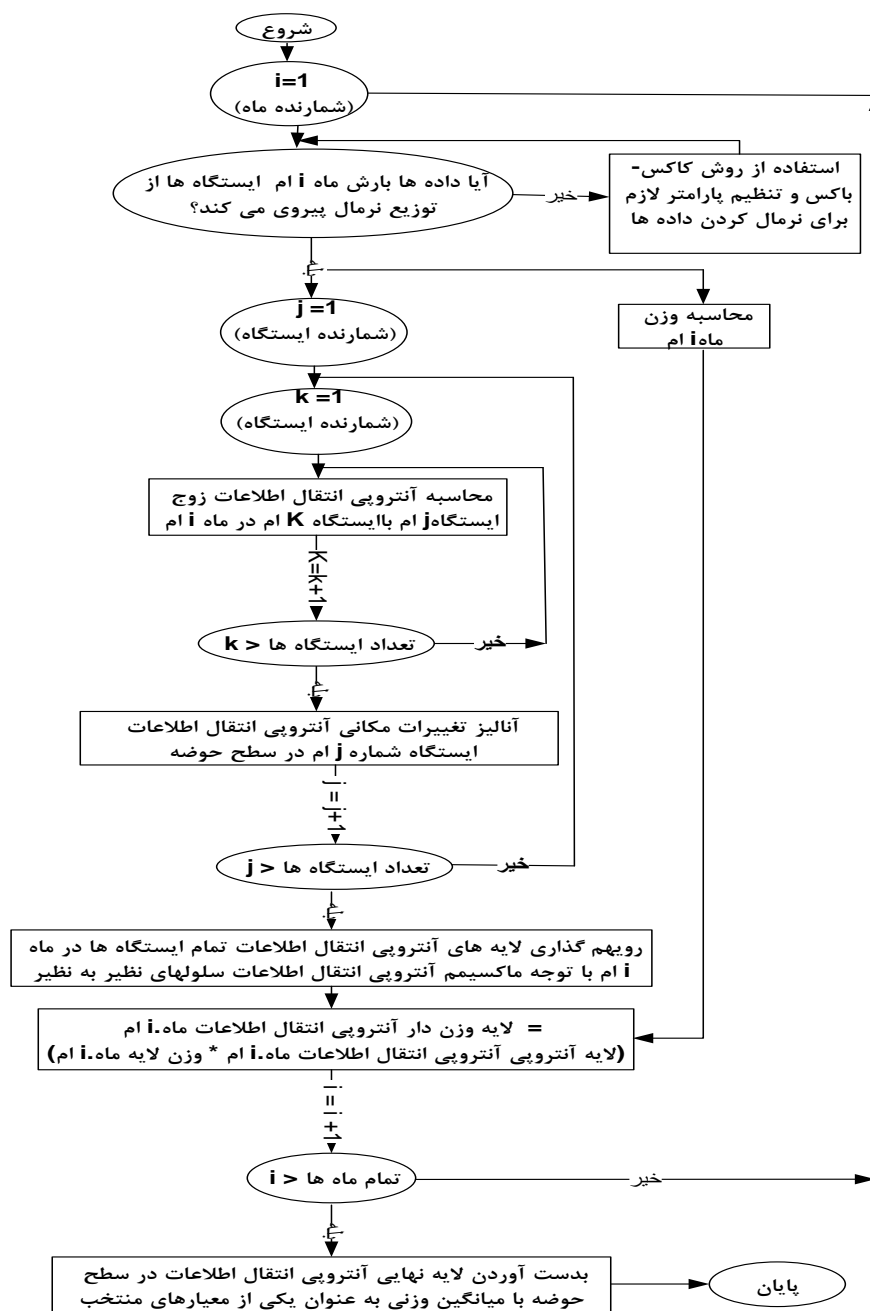 شروع
i=1
(شمارنده ماه)
آیا داده ها بارش ماه i ام ایستگاه ها از
توزیع نرمال پیروی می کند؟
خیر
استفاده از روش کاکس-
باکس و تنظیم پارامتر لازم
برای نرمال کردن داده ها
بله
j =1
(شمارنده ایستگاه)
محاسبه وزن
ماهi ام
k =1
(شمارنده ایستگاه)
محاسبه آنتروپی انتقال اطلاعات زوج
ایستگاهj ام باایستگاه K ام در ماه i ام
K=k+1
تعداد ایستگاه ها < k
خیر
بله
آنالیز تغییرات مکانی آنتروپی انتقال اطلاعات
ایستگاه شماره j ام در سطح حوضه
j = j+1
تعداد ایستگاه ها < j
خیر
بله
رویهم گذاری لایه های آنتروپی انتقال اطلاعات تمام ایستگاه ها در ماه
i ام با توجه ماکسیمم آنتروپی انتقال اطلاعات سلولهای نظیر به نظیر
= لایه وزن دار آنتروپی انتقال اطلاعات ماه.i ام
(لایه آنتروپی آنتروپی انتقال اطلاعات ماه.i ام * وزن لایه ماه.i ام)
i = i +1
تمام ماه ها < i
خیر
بله
بدست آوردن لایه نهایی آنتروپی انتقال اطلاعات در سطح
حوضه با میانگین وزنی به عنوان یکی از معیارهای منتخب
پایان